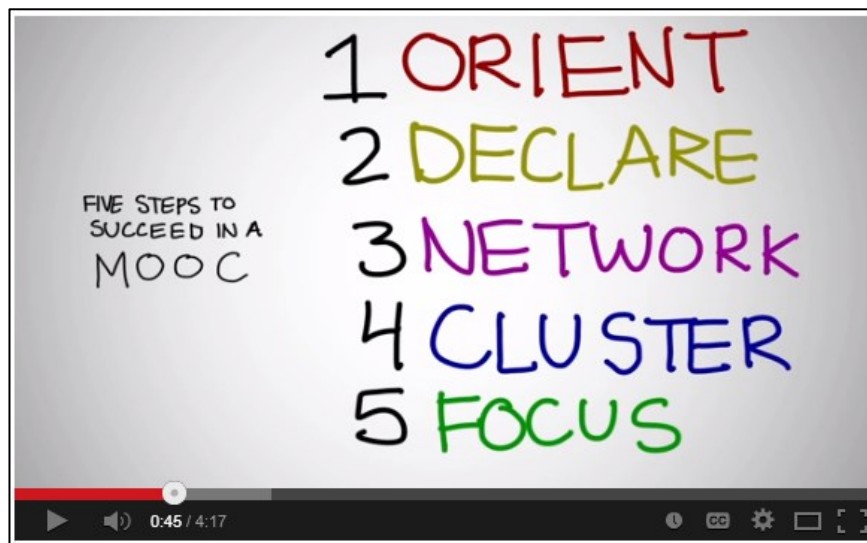 FIVE STEPS TO
SUCCEED IN A
MOOC
1 ORIENT
2 DECLARE
3 NETWORK
4 CLUSTER
5 FOCUS
0:45 / 4:17
CC